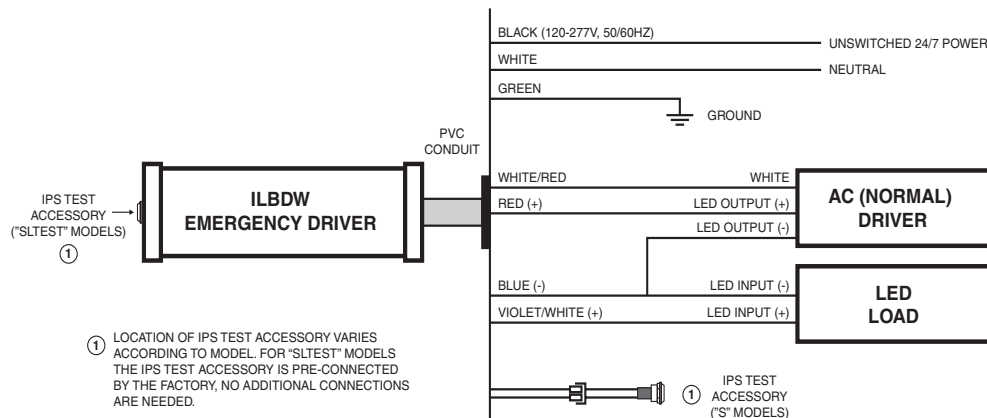 BLACK (120-277V, 50/60HZ)
UNSWITCHED 24/7 POWER
WHITE
NEUTRAL
GREEN
GROUND
PVC
CONDUIT
IPS TEST
ACCESSORY
("SLTEST" MODELS)
1
ILBDW
EMERGENCY DRIVER
WHITE/RED
WHITE
RED (+)
LED OUTPUT (+)
LED OUTPUT (-)
AC (NORMAL)
DRIVER
BLUE (-)
LED INPUT (-)
VIOLET/WHITE (+)
LED INPUT (+)
LED
LOAD
1 LOCATION OF IPS TEST ACCESSORY VARIES
ACCORDING TO MODEL. FOR “SLTEST” MODELS
THE IPS TEST ACCESSORY IS PRE-CONNECTED
BY THE FACTORY, NO ADDITIONAL CONNECTIONS
ARE NEEDED.
1
IPS TEST
ACCESSORY
("S” MODELS)